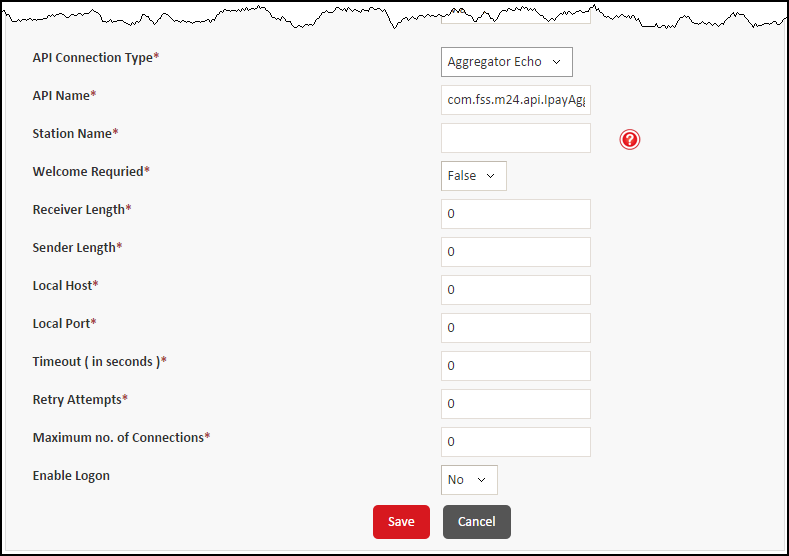 API Connection Type* Aggregator Echo
API Name* com.fss.m24.api.IpayAgg
Station Name* ?
Welcome Requried* False
Receiver Length* 0
Sender Length* 0
Local Host* 0
Local Port* 0
Timeout ( in seconds )* 0
Retry Attempts* 0
Maximum no. of Connections* 0
Enable Logon No
Save Cancel